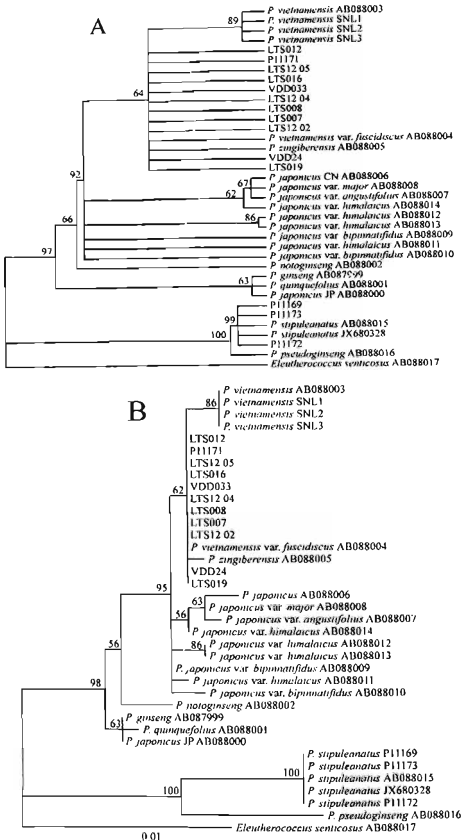 A
P vietnamensis AB088003
89
P vietnamensis SNL1
P vietnamensis SNL2
P vietnamensis SNL3
LTS012
P11171
LTS12 05
LTS016
VDD033
64
LTS12 04
LTS008
LTS007
LTS12 02
P vietnamensis var. fuscidiscus AB088004
P zingiberensis AB088005
VDD24
LTS019
92
P japonicus CN AB088006
67
P japonicus var. major AB088008
62
P japonicus var. angustifolius AB088007
P japonicus var. himalaicus AB088014
66
86
P japonicus var. himalaicus AB088012
P japonicus var. himalaicus AB088013
P japonicus var bipinnatifidus AB088009
P japonicus var. himalaicus AB088011
97
P japonicus var. bipinnatifidus AB088010
P notoginseng AB088002
P ginseng AB087999
63
P quinquefolius AB088001
P japonicus JP AB088000
P11169
P11173
99
P stipuleanatus AB088015
P stipuleanatus JX680328
100
P11172
P pseudoginseng AB088016
Eleutherococcus senticosus AB088017
B
P vietnamensis AB088003
86
P vietnamensis SNL1
P. vietnamensis SNL2
P. vietnamensis SNL3
LTS012
P11171
LTS12 05
LTS016
62
VDD033
LTS12 04
LTS008
LTS007
LTS12 02
P vietnamensis var. fuscidiscus AB088004
P zingiberensis AB088005
VDD24
LTS019
95
P japonicus AB088006
63
P japonicus var major AB088008
56
P japonicus var. angustifolius AB088007
P japonicus var. himalaicus AB088014
56
86
P japonicus var himalaicus AB088012
P japonicus var himalaicus AB088013
P. japonicus var bipinnatifidus AB088009
P japonicus var. himalaicus AB088011
98
P japonicus var. bipinnatifidus AB088010
P notoginseng AB088002
63
P ginseng AB087999
P. qunquefolius AB088001
P japonicus JP AB088000
P. stipuleanatus P11169
P. stipuleanatus P11173
100
P. stipuleanatus AB088015
100
P. stipuleanatus JX680328
P. stipuleanatus P11172
P. pseudoginseng AB088016
Eleutherococcus senticosus AB088017
0.01